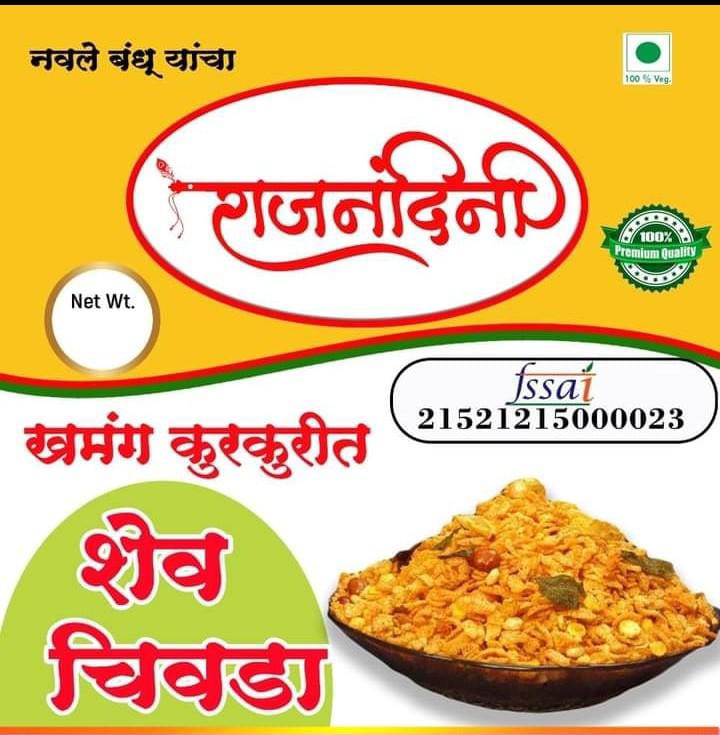 नवले बंधू यांचा
100 % Veg.
राजनंदिनी
100%
Premium Quality
Net Wt.
fssai
21521215000023
खमंग कुरकुरीत
शेव
चिवडा